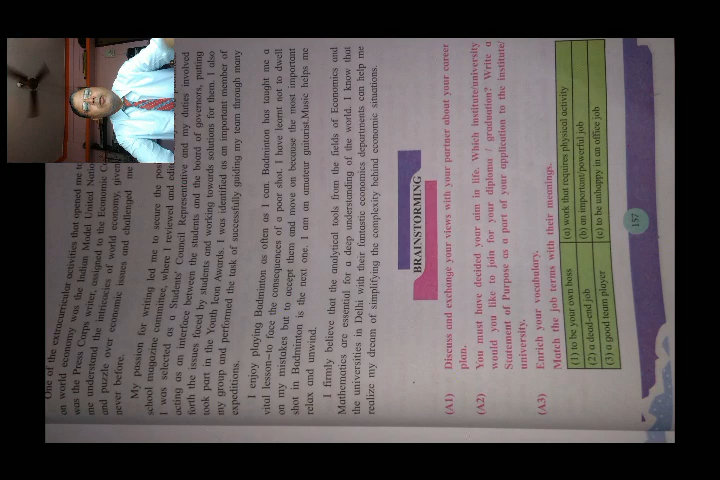 One of the extracurricular activities that opened me to
on world economy was the Indian Model United Natio
was the Press Corps writer, assigned to the Economic C
me understand the intricacies of world economy, given
and puzzle over economic issues and challenged me
never before.
My passion for writing led me to secure the pos
school magazine committee, where I reviewed and edit
I was selected as a Students' Council Representative and my duties involved
acting as an interface between the students and the board of governors, putting
forth the issues faced by students and working towards solutions for them. I also
took part in the Youth Icon Awards. I was identified as an important member of
my group and performed the task of successfully guiding my team through many
expeditions.
I enjoy playing Badminton as often as I can. Badminton has taught me a
vital lesson-to face the consequences of a poor shot. I have learnt not to dwell
on my mistakes but to accept them and move on because the most important
shot in Badminton is the next one. I am an amateur guitarist.Music helps me
relax and unwind.
I firmly believe that the analytical tools from the fields of Economics and
Mathematics are essential for a deep understanding of the world. I know that
the universities in Delhi with their fantastic economics departments can help me
realize my dream of simplifying the complexity behind economic situations.
BRAINSTORMING
(A1) Discuss and exchange your views with your partner about your career
plan.
(A2) You must have decided your aim in life. Which institute/university
would you like to join for your diploma / graduation? Write a
Statement of Purpose as a part of your application to the institute/
university.
(A3) Enrich your vocabulary.
Match the job terms with their meanings.
(1) to be your own boss (a) work that requires physical activity
(2) a dead-end job (b) an important/powerful job
(3) a good team player (c) to be unhappy in an office job
157